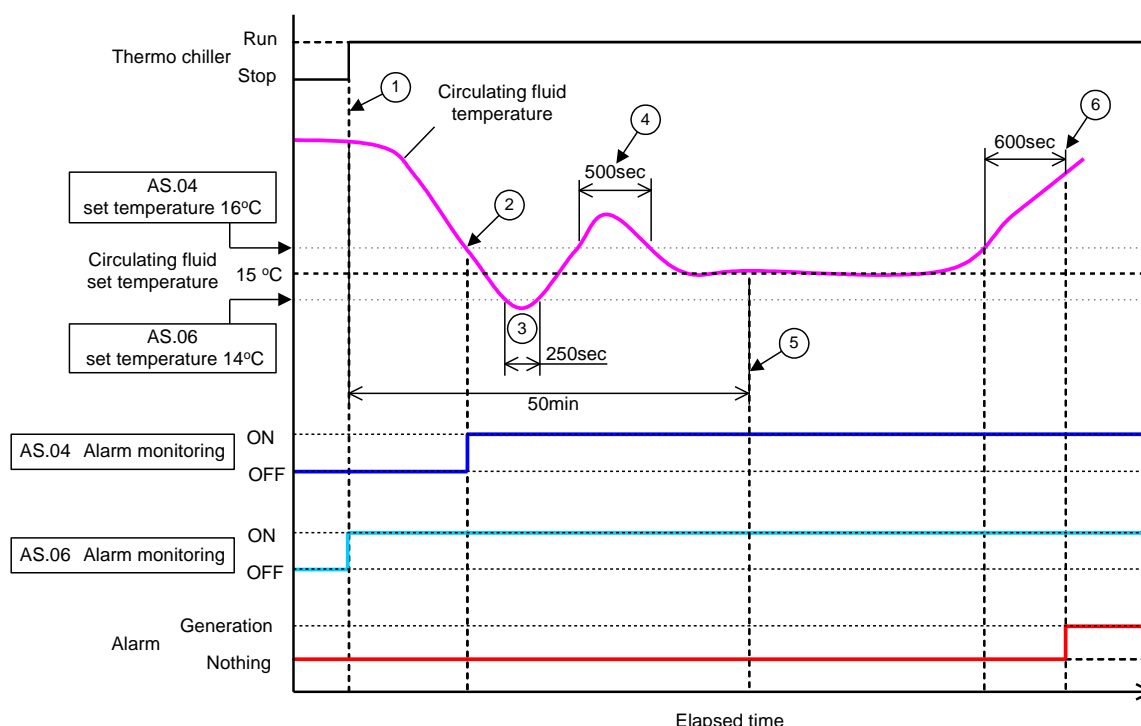 Run
Thermo chiller
Stop
1
Circulating fluid
temperature
4
6
500sec
600sec
AS.04
set temperature 16°C
2
Circulating fluid
set temperature 15 °C
AS.06
set temperature 14°C
3
250sec
5
50min
AS.04 Alarm monitoring
ON
OFF
AS.06 Alarm monitoring
ON
OFF
Generation
Alarm
Nothing
Elapsed time